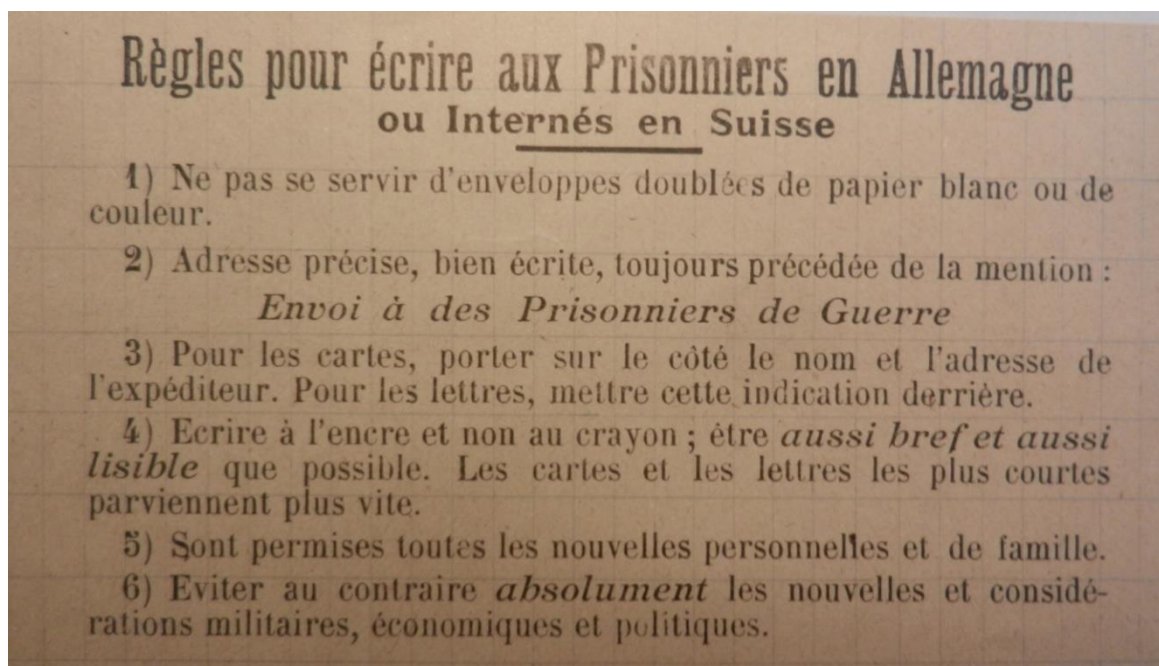 Règles pour écrire aux Prisonniers en Allemagne
ou Internés en Suisse
1) Ne pas se servir d'enveloppes doublées de papier blanc ou de
couleur.
2) Adresse précise, bien écrite, toujours précédée de la mention :
Envoi à des Prisonniers de Guerre
3) Pour les cartes, porter sur le côté le nom et l'adresse de
l'expéditeur. Pour les lettres, mettre cette indication derrière.
4) Ecrire à l'encre et non au crayon ; être aussi bref et aussi
lisible que possible. Les cartes et les lettres les plus courtes
parviennent plus vite.
5) Sont permises toutes les nouvelles personnelles et de famille.
6) Eviter au contraire absolument les nouvelles et considé-
rations militaires, économiques et politiques.